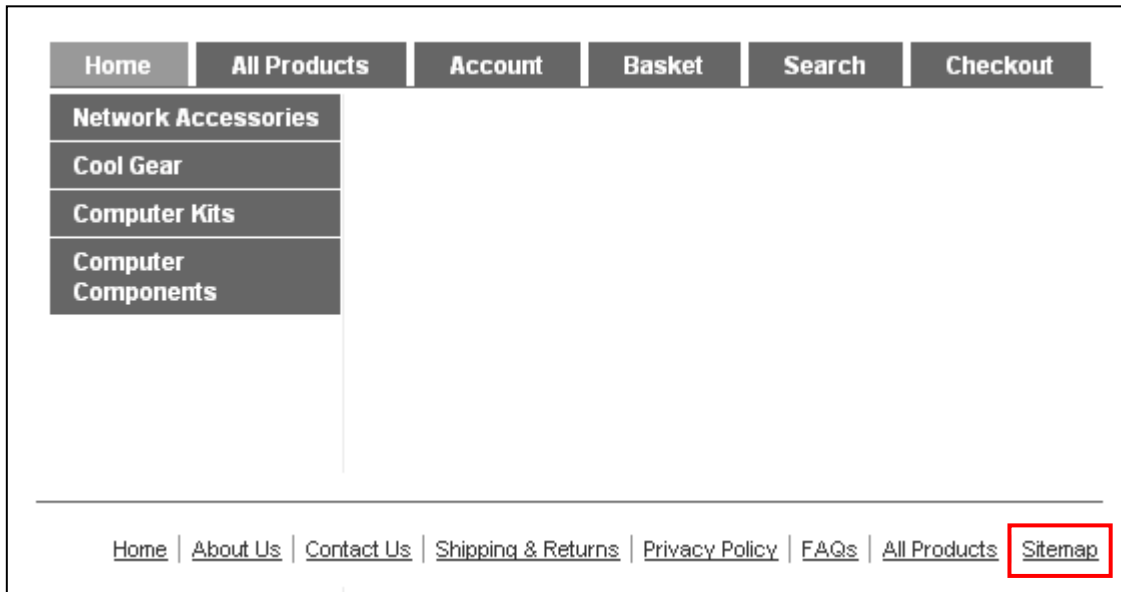 Home All Products Account Basket Search Checkout
Network Accessories
Cool Gear
Computer Kits
Computer
Components
Home | About Us | Contact Us | Shipping & Returns | Privacy Policy | FAQs | All Products Sitemap